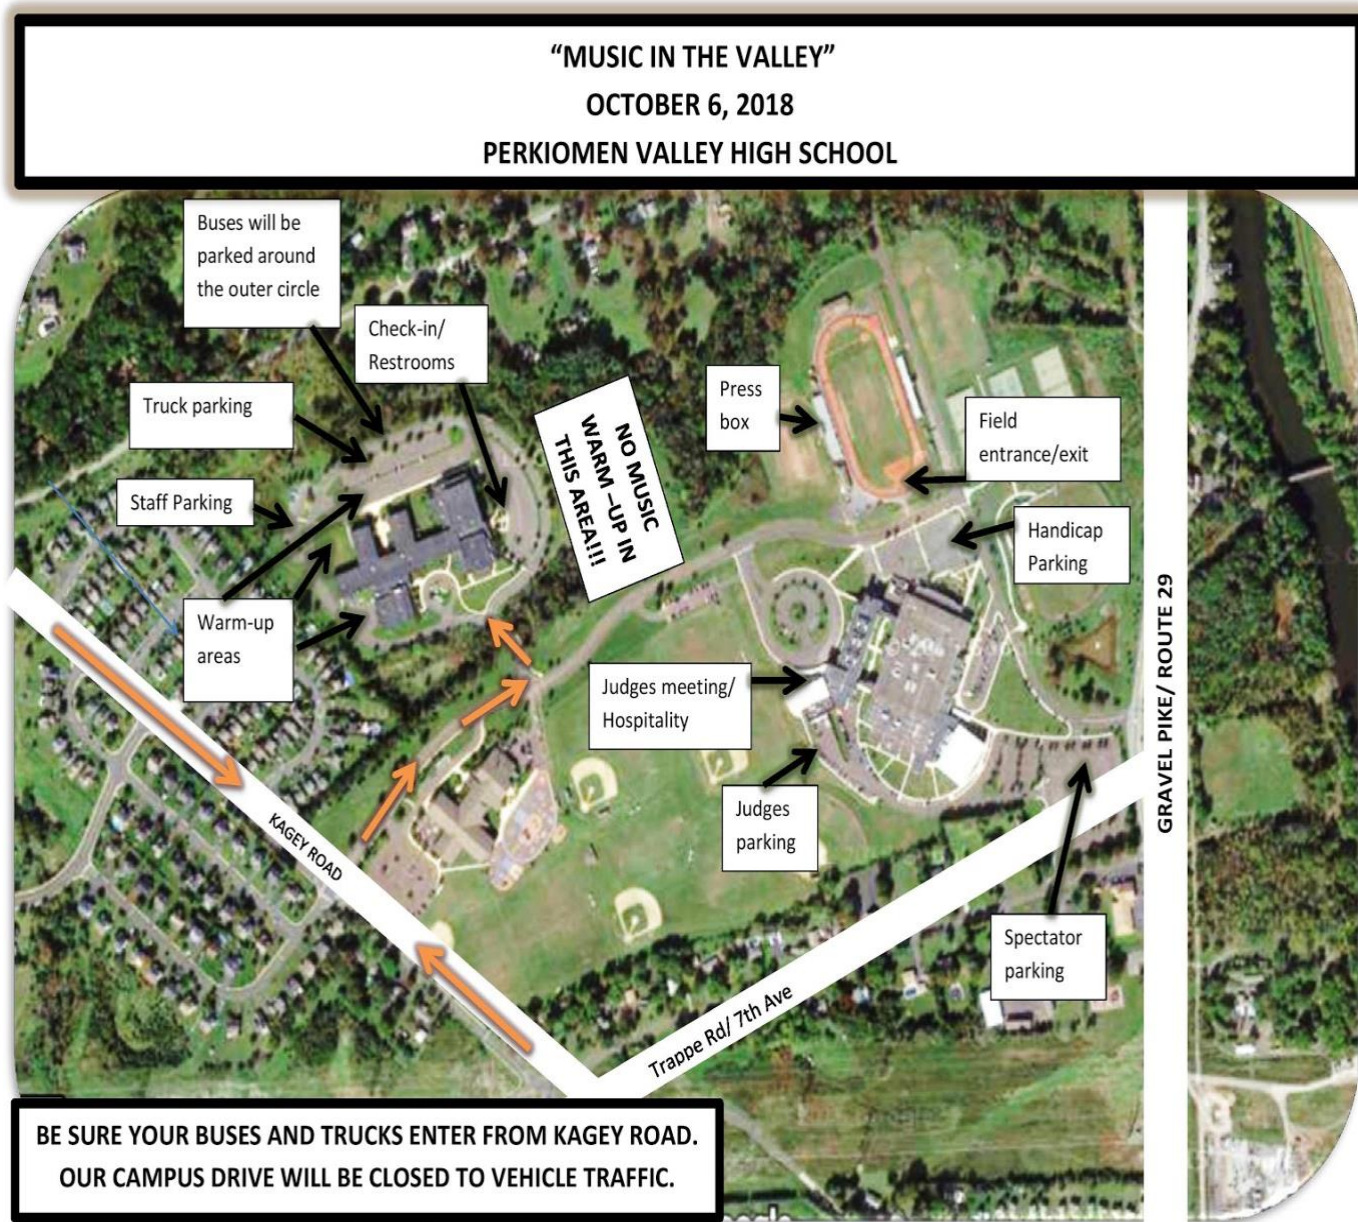 “MUSIC IN THE VALLEY”
OCTOBER 6, 2018
PERKIOMEN VALLEY HIGH SCHOOL
Buses will be
parked around
the outer circle
Check-in/
Restrooms
Truck parking
Staff Parking
Warm-up
areas
NO MUSIC
WARM –UP IN
THIS AREA!!!
Press
box
Field
entrance/exit
Handicap
Parking
Judges meeting/
Hospitality
Judges
parking
Spectator
parking
KAGEY ROAD
Trappe Rd/ 7th Ave
GRAVEL PIKE/ ROUTE 29
BE SURE YOUR BUSES AND TRUCKS ENTER FROM KAGEY ROAD.
OUR CAMPUS DRIVE WILL BE CLOSED TO VEHICLE TRAFFIC.